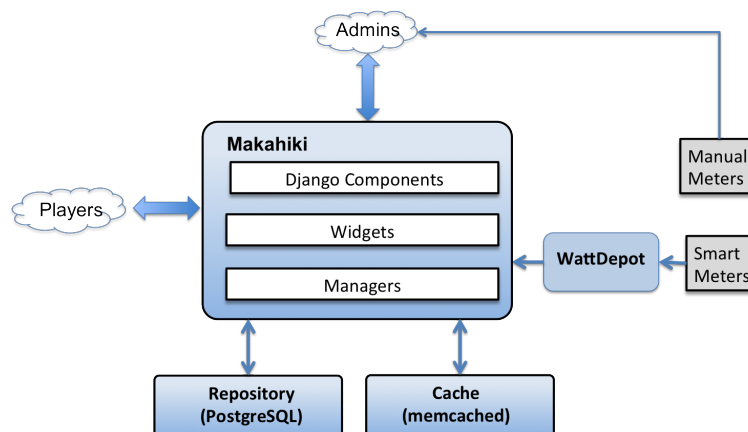 Admins
Makahiki
Django Components
Manual
Meters
Players
Widgets
WattDepot
Smart
Meters
Managers
Repository
(PostgreSQL)
Cache
(memcached)